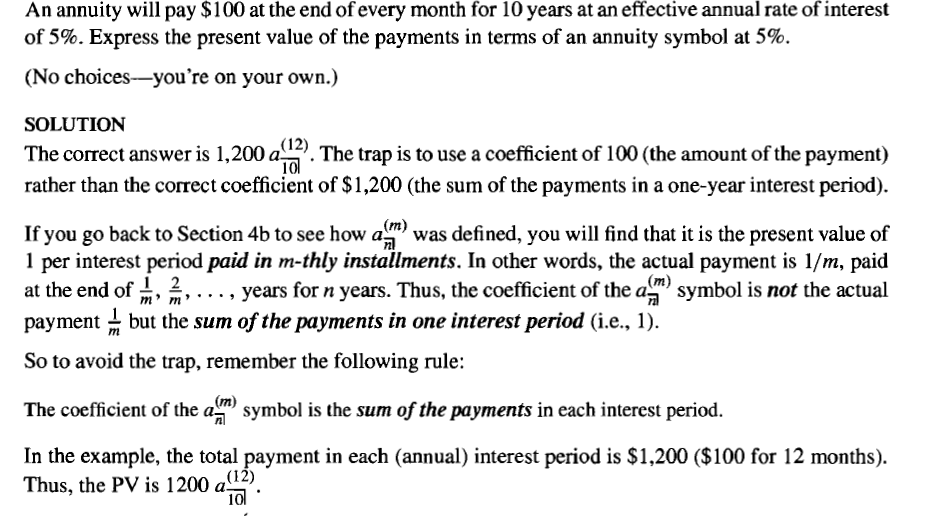 An annuity will pay $100 at the end of every month for 10 years at an effective annual rate of interest
of 5%. Express the present value of the payments in terms of an annuity symbol at 5%.
(No choices—you're on your own.)
SOLUTION
The correct answer is 1,200 a_{\overline{10|}}^{(12)}. The trap is to use a coefficient of 100 (the amount of the payment)
rather than the correct coefficient of $1,200 (the sum of the payments in a one-year interest period).
If you go back to Section 4b to see how a_{\overline{n|}}^{(m)} was defined, you will find that it is the present value of
1 per interest period paid in m-thly installments. In other words, the actual payment is 1/m, paid
at the end of 1/m, 2/m, . . . , years for n years. Thus, the coefficient of the a_{\overline{n|}}^{(m)} symbol is not the actual
payment 1/m but the sum of the payments in one interest period (i.e., 1).
So to avoid the trap, remember the following rule:
The coefficient of the a_{\overline{n|}}^{(m)} symbol is the sum of the payments in each interest period.
In the example, the total payment in each (annual) interest period is $1,200 ($100 for 12 months).
Thus, the PV is 1200 a_{\overline{10|}}^{(12)}.